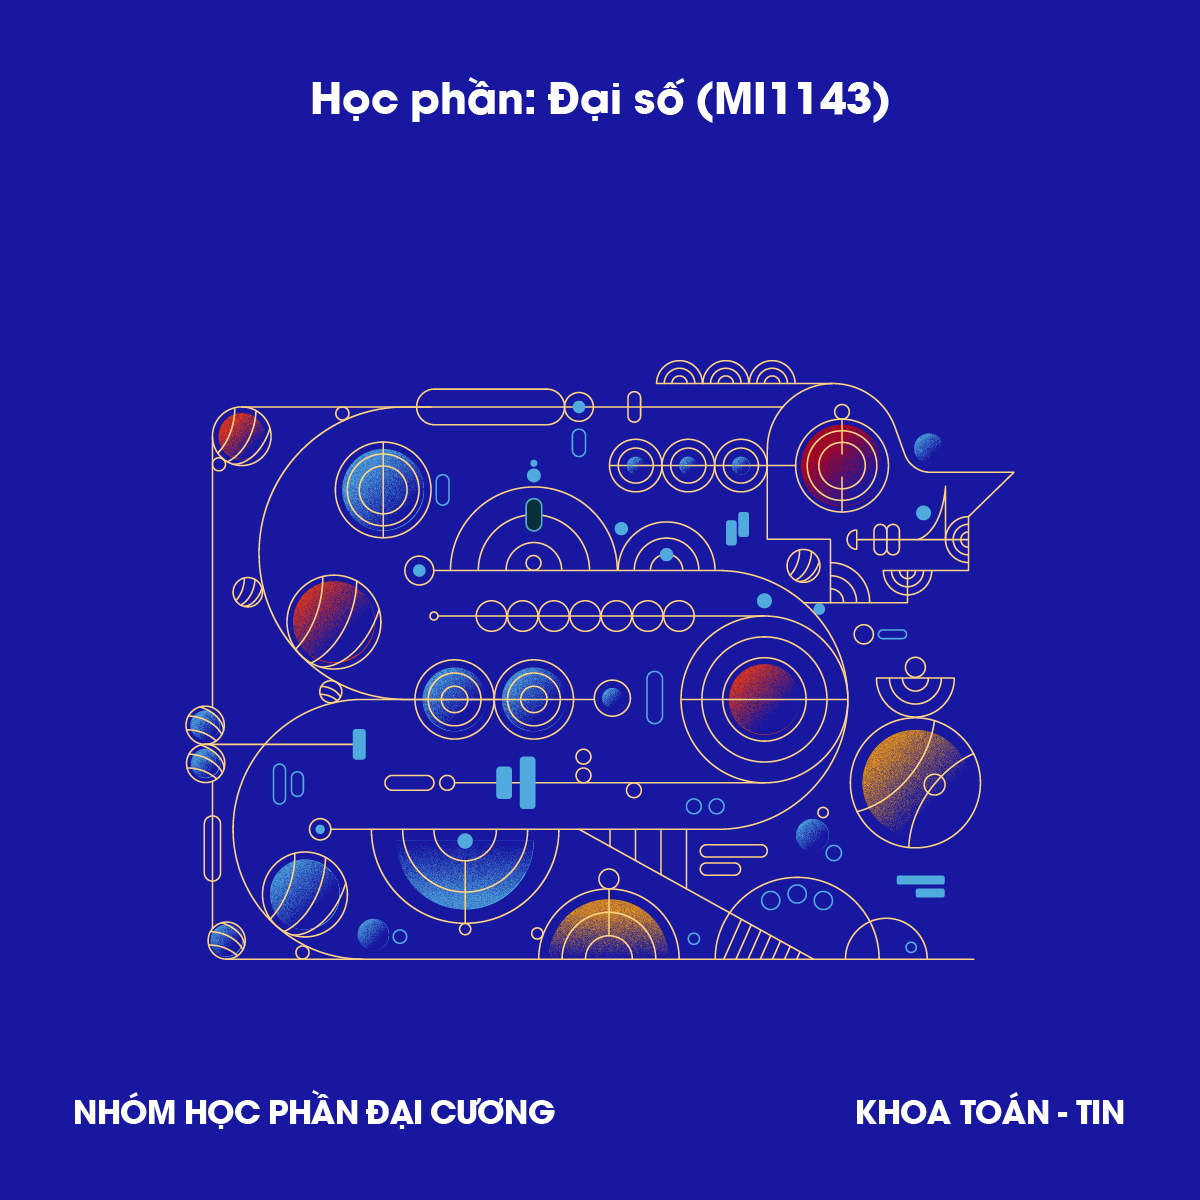 Học phần: Đại số (MI1143)
NHÓM HỌC PHẦN ĐẠI CƯƠNG
KHOA TOÁN - TIN